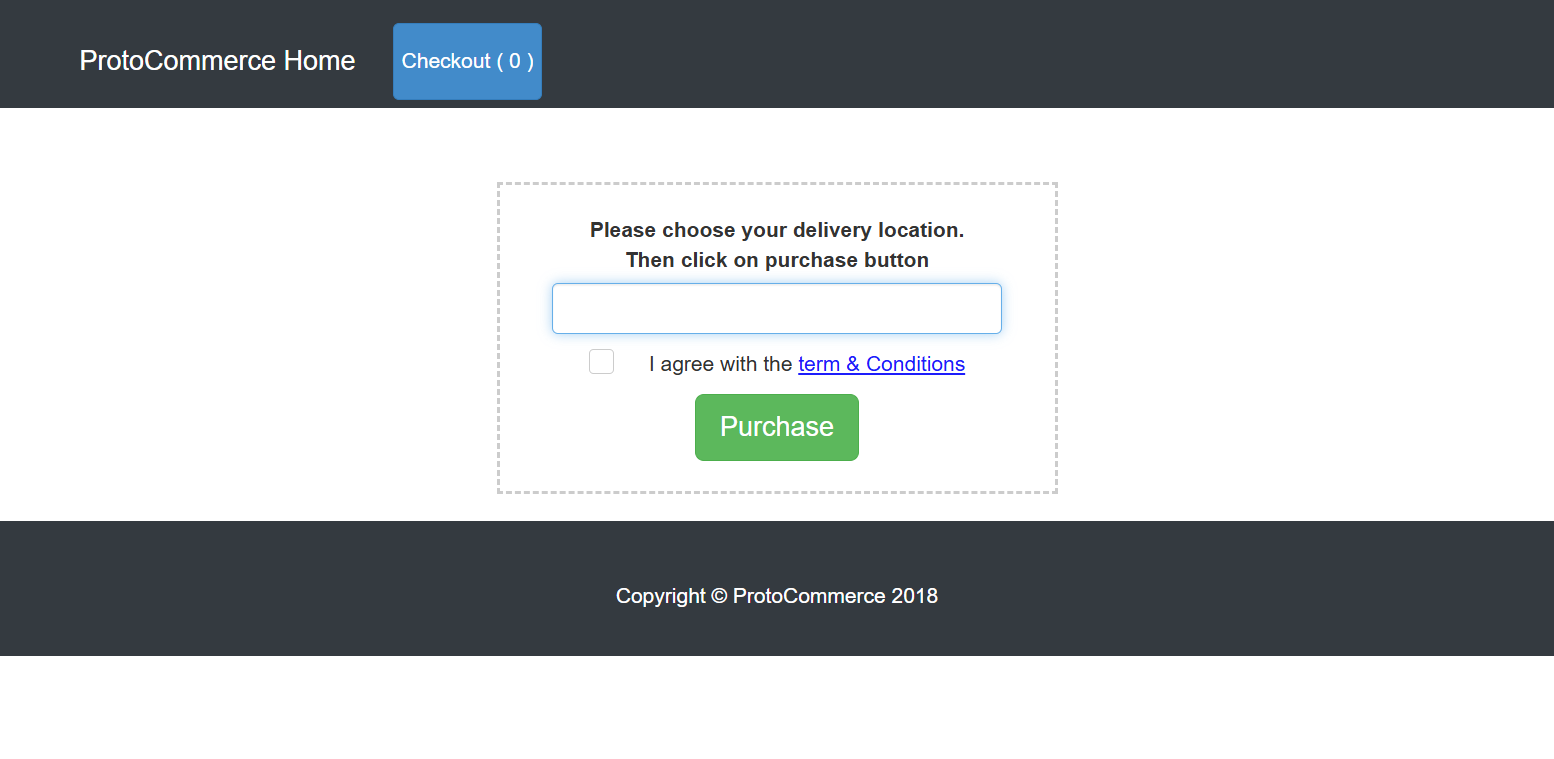 ProtoCommerce Home
Checkout ( 0 )
Please choose your delivery location.
Then click on purchase button
I agree with the term & Conditions
Purchase
Copyright © ProtoCommerce 2018